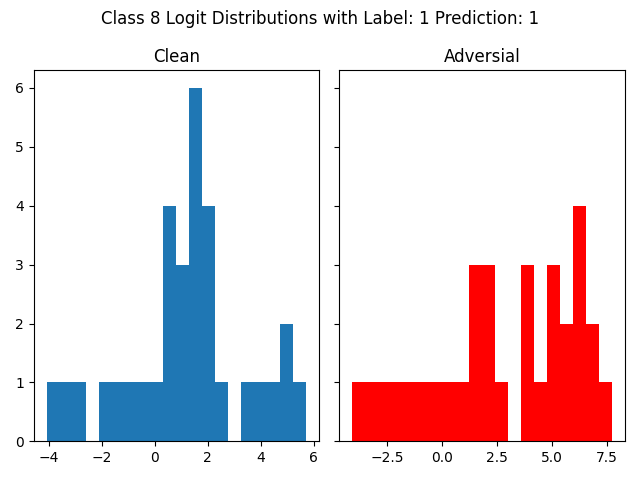 Class 8 Logit Distributions with Label: 1 Prediction: 1
Clean
Adversial
6
5
4
3
2
1
0
−4 −2 0 2 4 6
−2.5 0.0 2.5 5.0 7.5